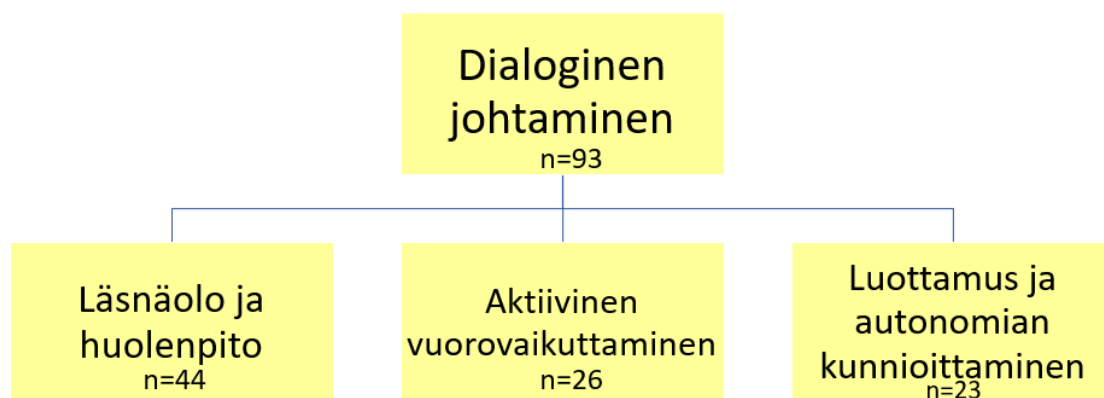 Dialoginen
johtaminen
n=93
Läsnäolo ja
huolenpito
n=44
Aktiivinen
vuorovaikuttaminen
n=26
Luottamus ja
autonomian
kunnioittaminen
n=23